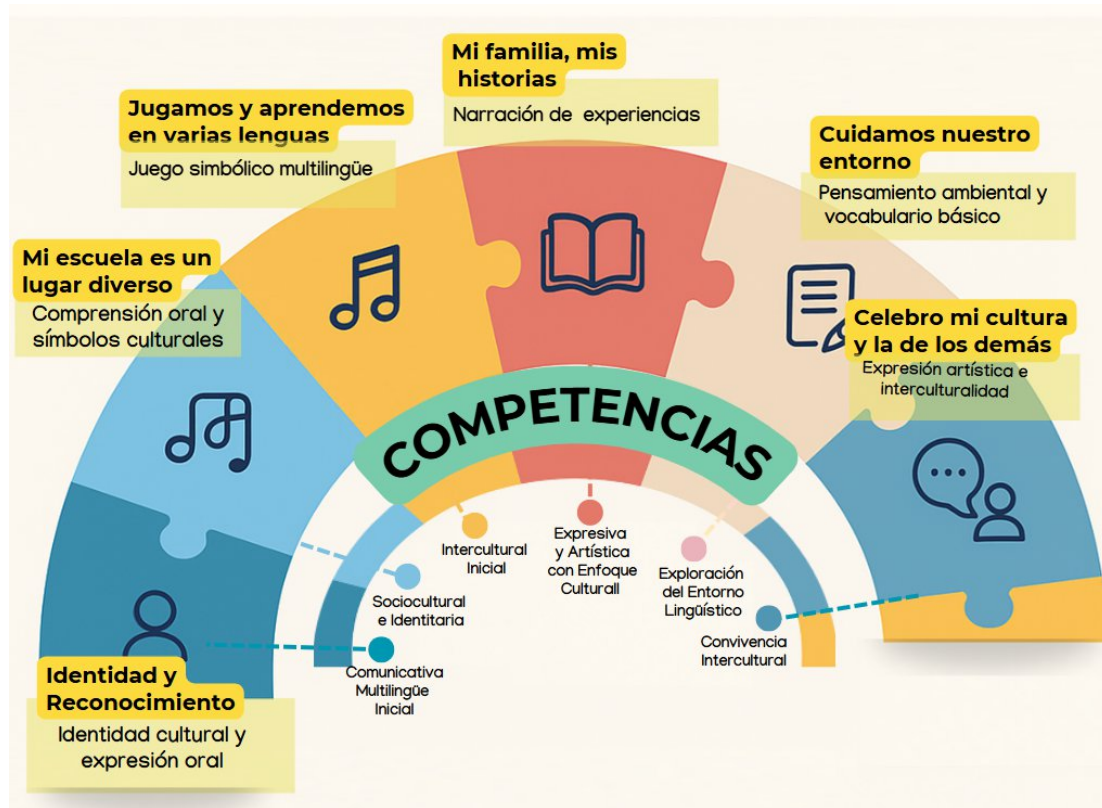 Mi familia, mis
historias
Narración de experiencias
Jugamos y aprendemos
en varias lenguas
Juego simbólico multilingüe
Cuidamos nuestro
entorno
Pensamiento ambiental y
vocabulario básico
Mi escuela es un
lugar diverso
Comprensión oral y
símbolos culturales
Celebro mi cultura
y la de los demás
Expresión artística e
interculturalidad
COMPETENCIAS
Intercultural
Inicial
Expresiva
y Artística
con Enfoque
Culturall
Exploración
del Entorno
Lingüístico
Sociocultural
e Identitaria
Convivencia
Intercultural
Comunicativa
Multilingüe
Inicial
Identidad y
Reconocimiento
Identidad cultural y
expresión oral